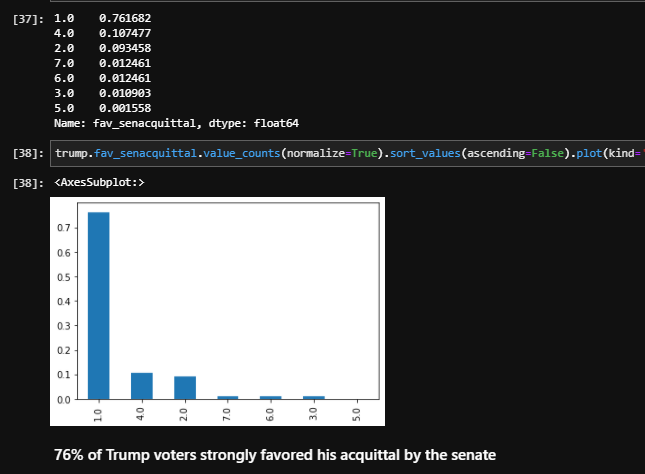 [37]: 1.0 0.761682
4.0 0.107477
2.0 0.093458
7.0 0.012461
6.0 0.012461
3.0 0.010903
5.0 0.001558
Name: fav_senacquittal, dtype: float64
[38]: trump.fav_senacquittal.value_counts(normalize=True).sort_values(ascending=False).plot(kind='
[38]: <AxesSubplot:>
0.7
0.6
0.5
0.4
0.3
0.2
0.1
0.0
1.0 4.0 2.0 7.0 6.0 3.0 5.0
76% of Trump voters strongly favored his acquittal by the senate